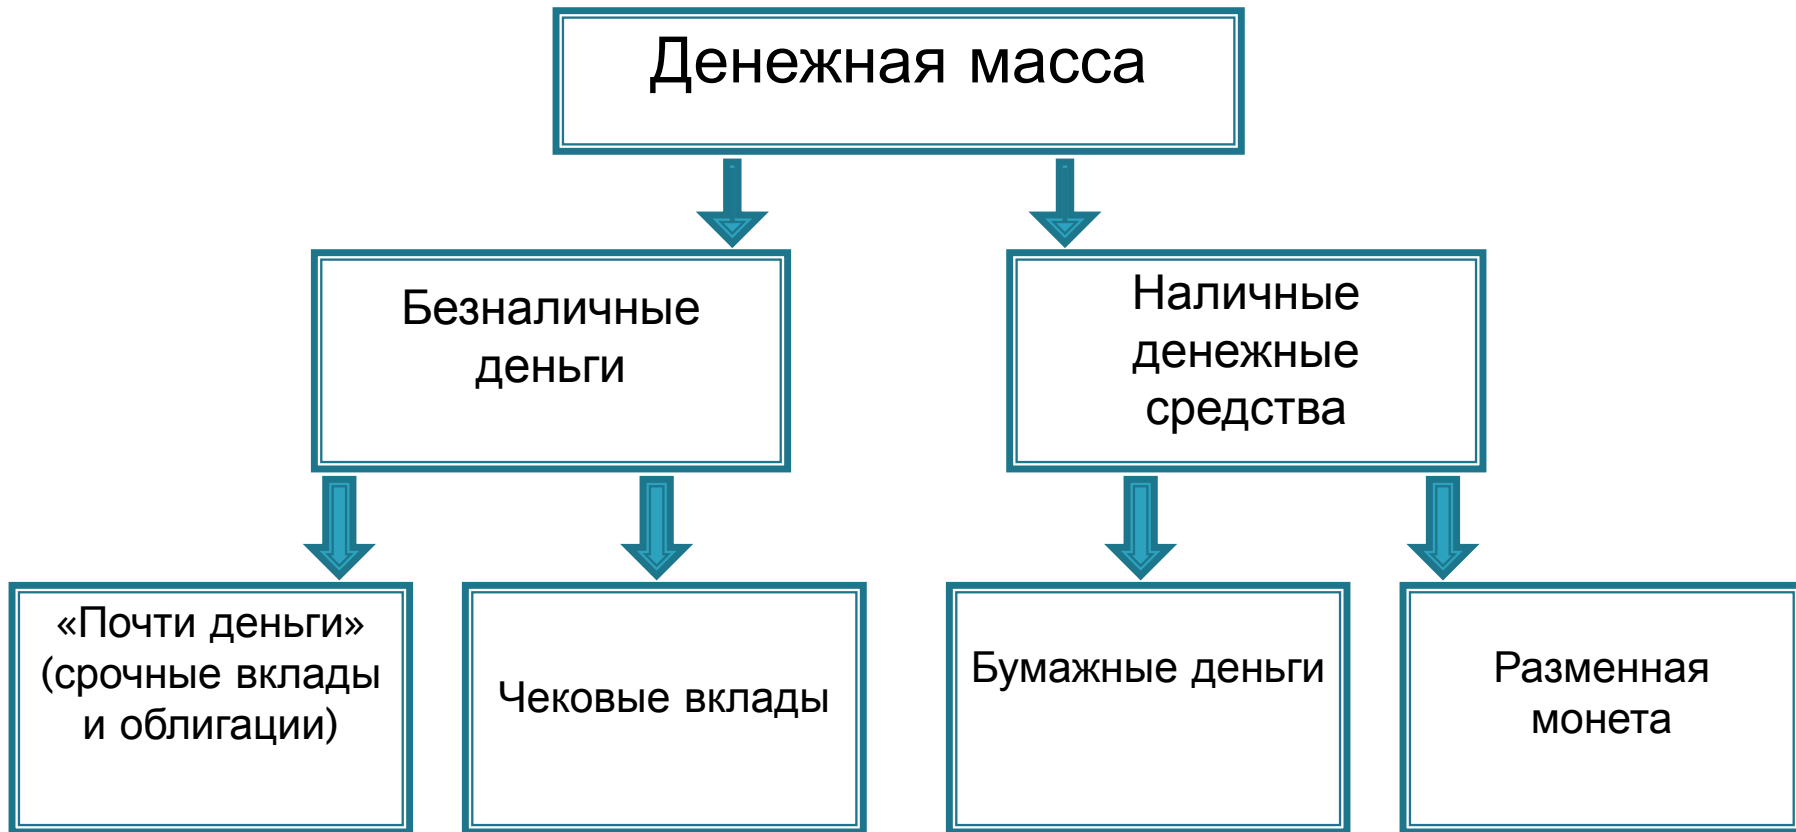 Денежная масса
Безналичные
деньги
Наличные
денежные
средства
«Почти деньги»
(срочные вклады
и облигации)
Чековые вклады
Бумажные деньги
Разменная
монета